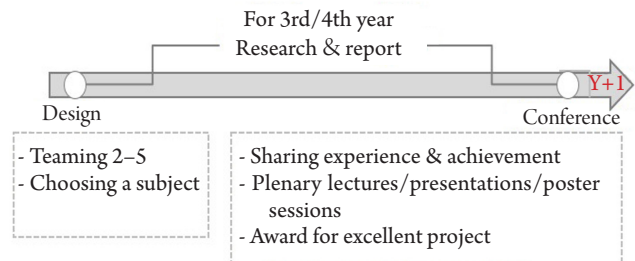 For 3rd/4th year
Research & report
Y+1
Design
Conference
- Teaming 2–5
- Choosing a subject
- Sharing experience & achievement
- Plenary lectures/presentations/poster
sessions
- Award for excellent project